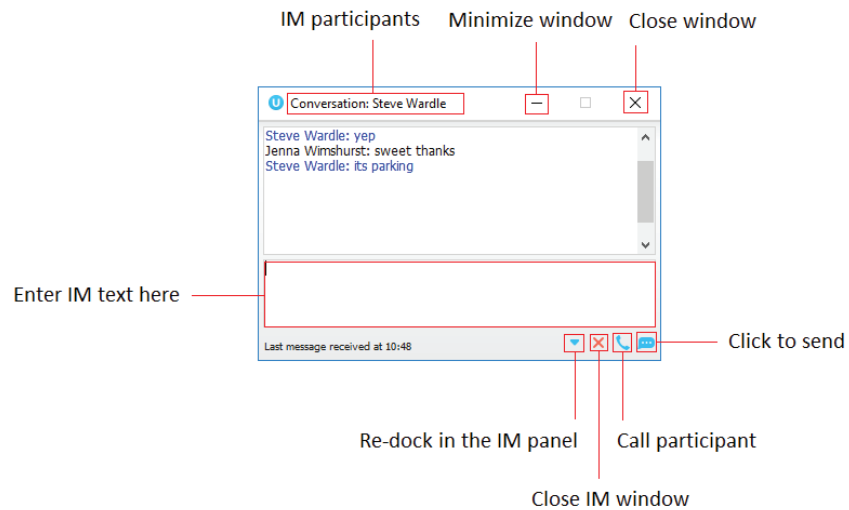 IM participants
Minimize window
Close window
U
Conversation: Steve Wardle
Steve Wardle: yep
Jenna Wimshurst: sweet thanks
Steve Wardle: its parking
Enter IM text here
Last message received at 10:48
Click to send
Re-dock in the IM panel
Call participant
Close IM window